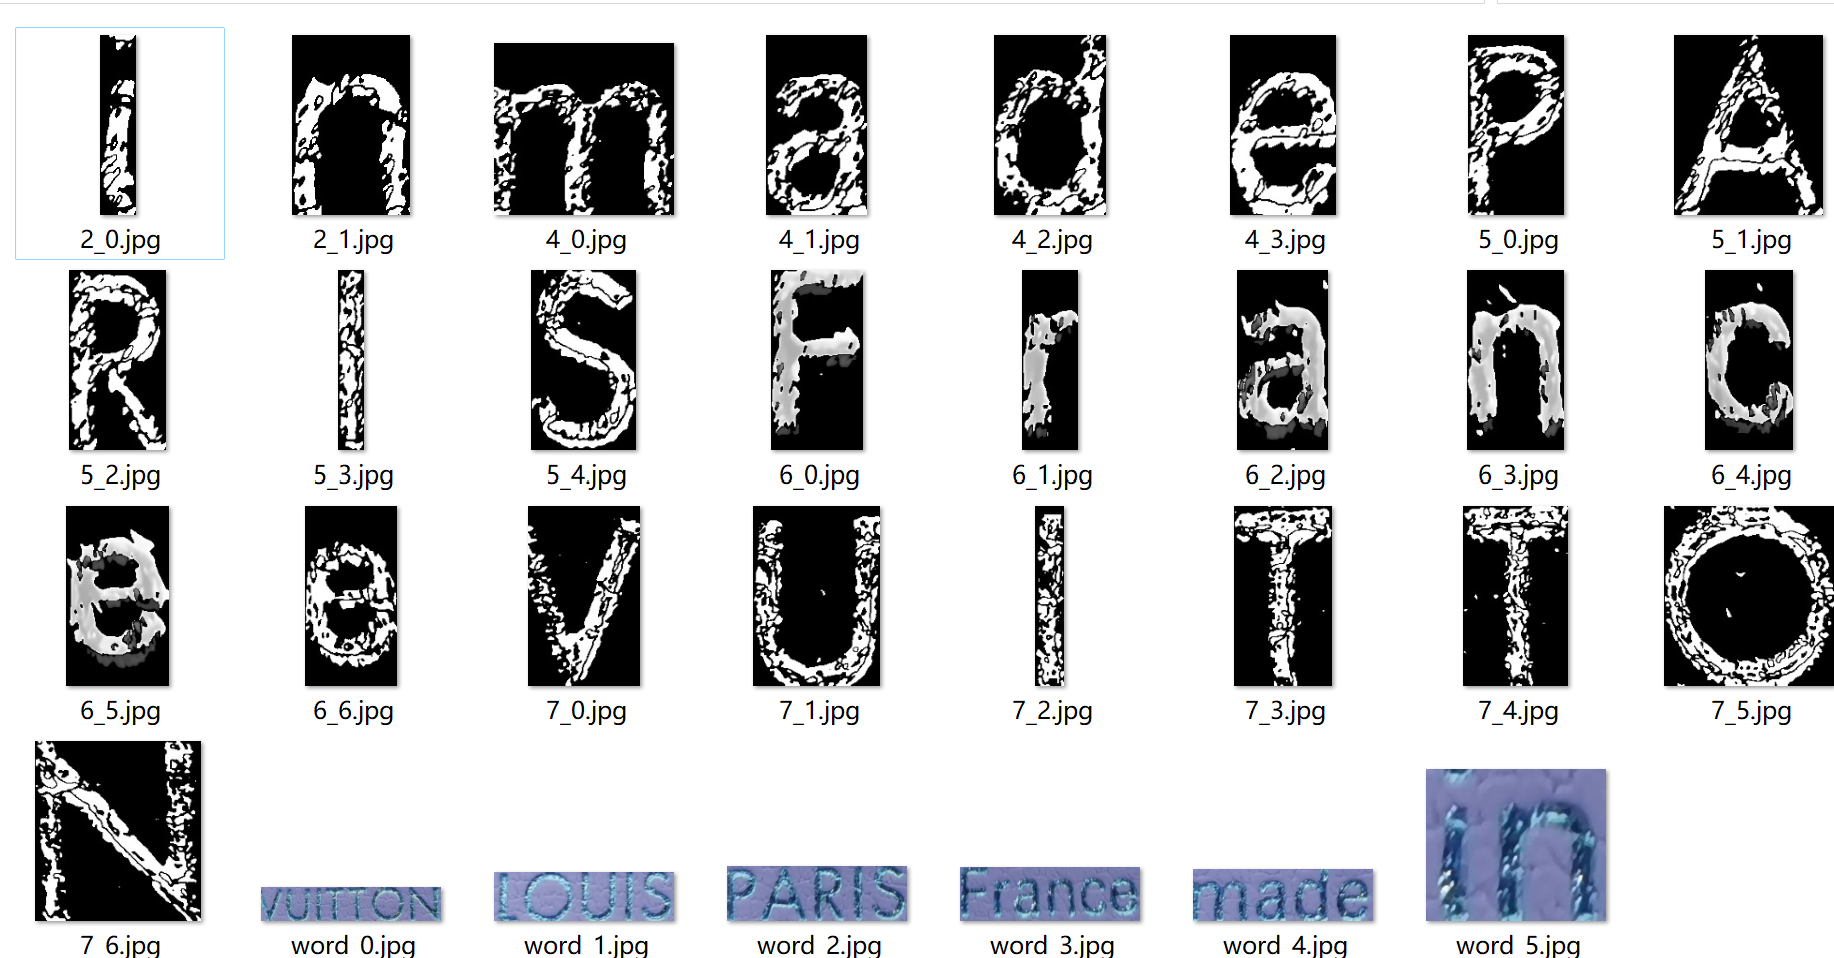 i n m a d e P A
2_0.jpg 2_1.jpg 4_0.jpg 4_1.jpg 4_2.jpg 4_3.jpg 5_0.jpg 5_1.jpg
R I S F r a n c
5_2.jpg 5_3.jpg 5_4.jpg 6_0.jpg 6_1.jpg 6_2.jpg 6_3.jpg 6_4.jpg
e e V U I T T O
6_5.jpg 6_6.jpg 7_0.jpg 7_1.jpg 7_2.jpg 7_3.jpg 7_4.jpg 7_5.jpg
N VUITTON LOUIS PARIS France made in
7_6.jpg word_0.jpg word_1.jpg word_2.jpg word_3.jpg word_4.jpg word_5.jpg